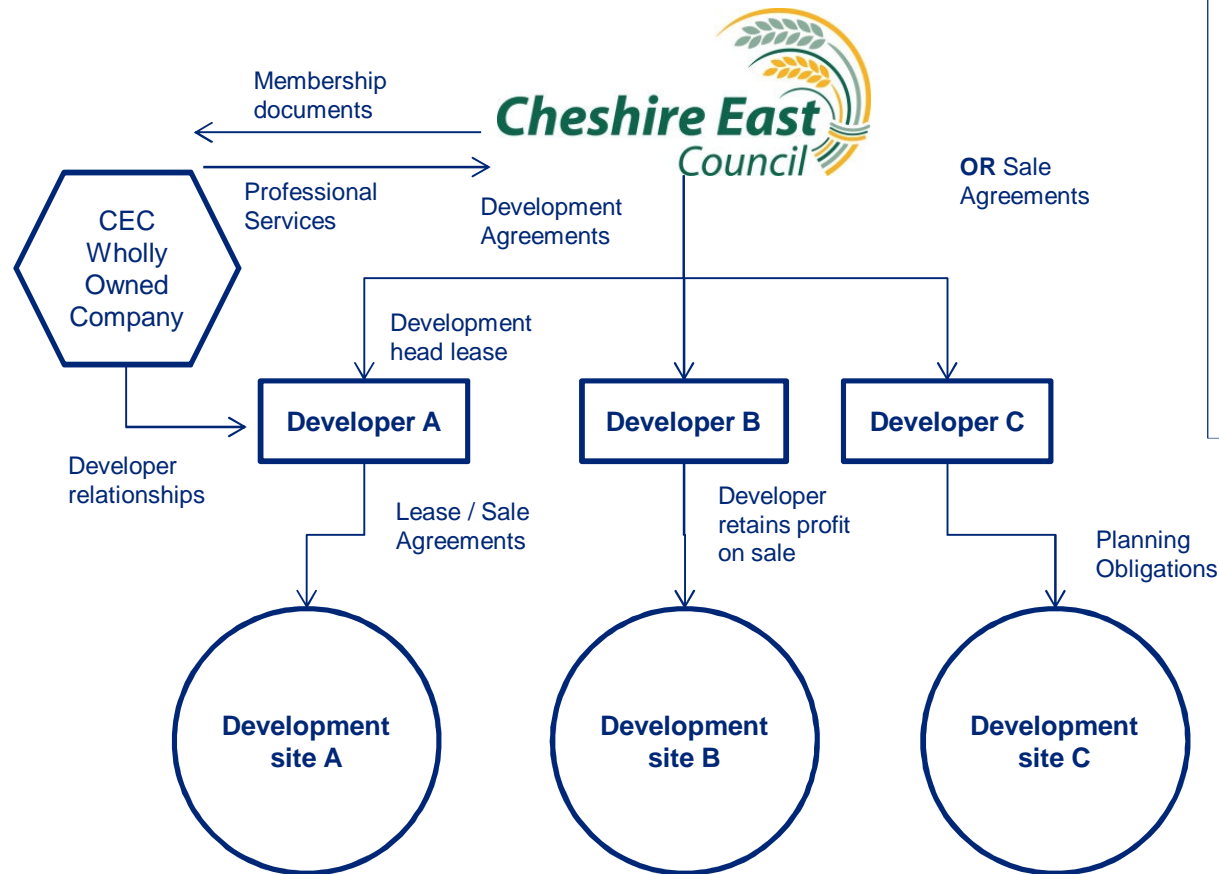 Membership
documents
Cheshire East
Council
OR Sale
Agreements
Professional
Services
Development
Agreements
CEC
Wholly
Owned
Company
Development
head lease
Developer A
Developer B
Developer C
Developer
relationships
Lease / Sale
Agreements
Developer
retains profit
on sale
Planning
Obligations
Development
site A
Development
site B
Development
site C